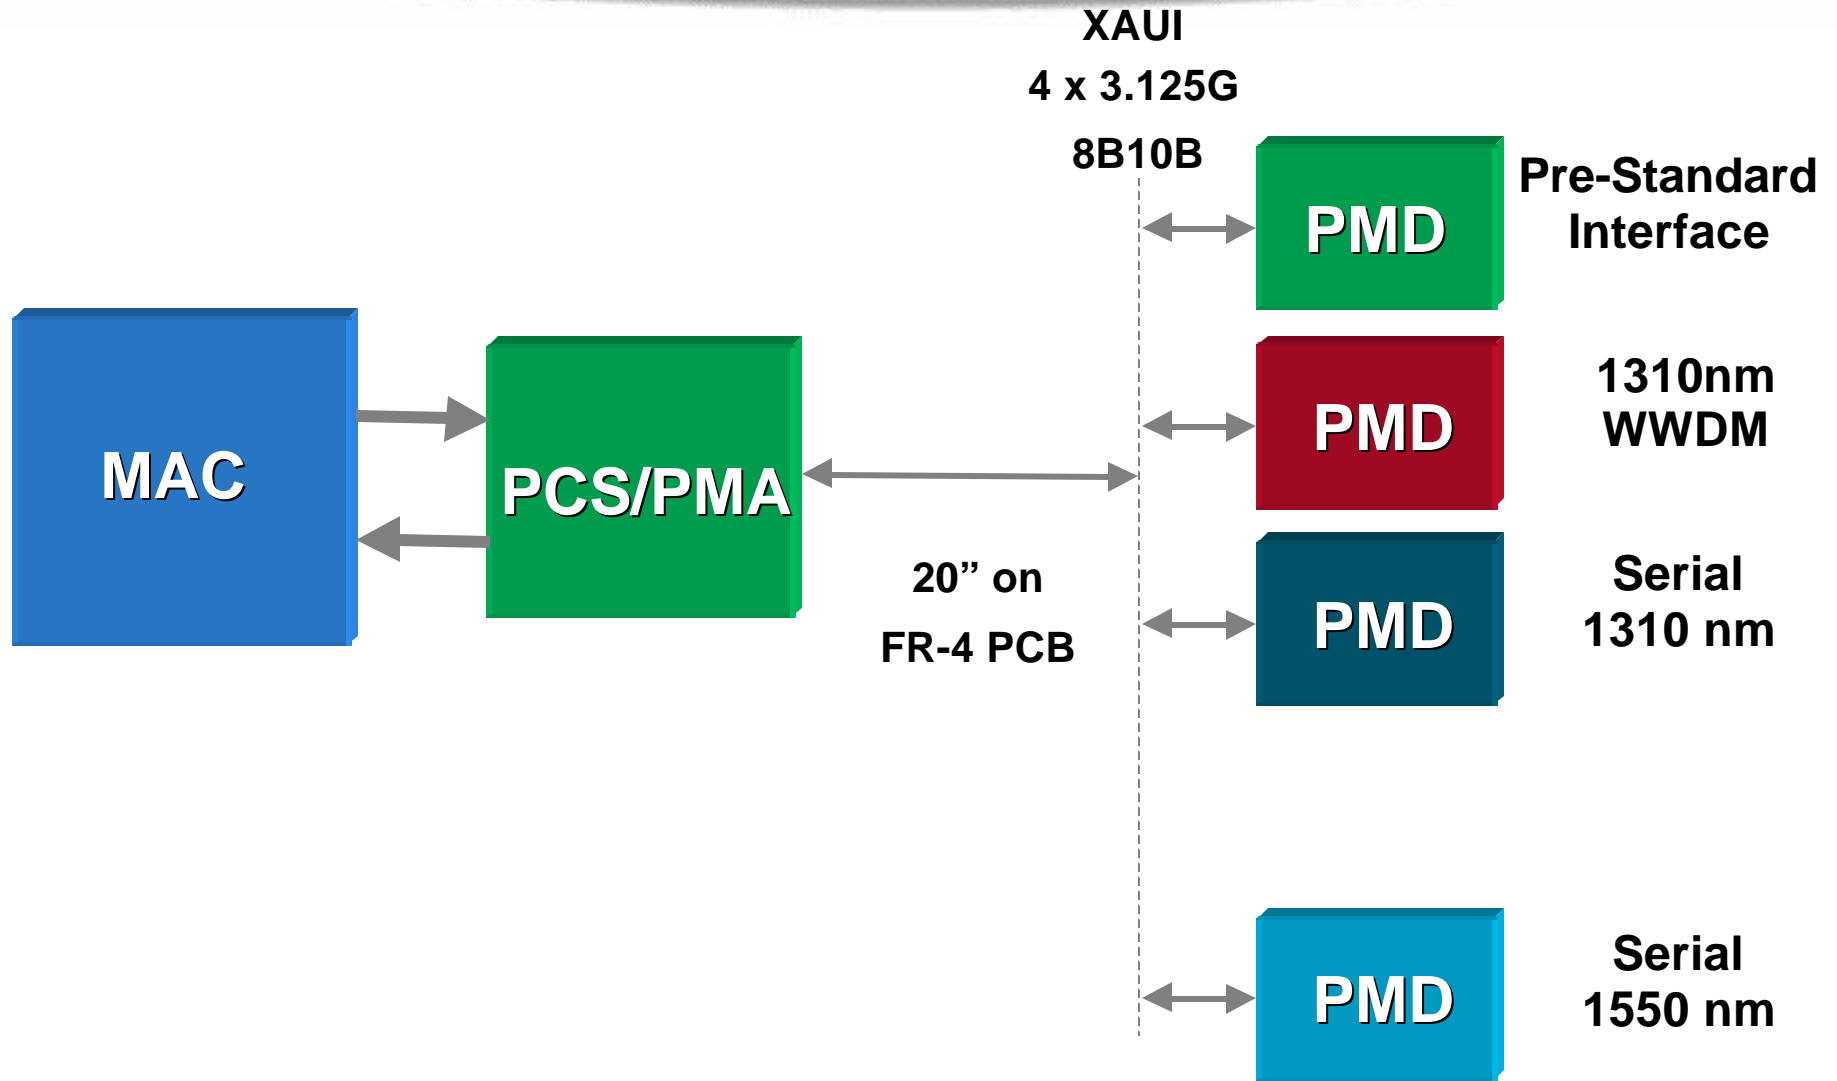 XAUI
4 x 3.125G
8B10B
PMD
Pre-Standard
Interface
MAC
PCS/PMA
PMD
1310nm
WWDM
20” on
FR-4 PCB
PMD
Serial
1310 nm
PMD
Serial
1550 nm